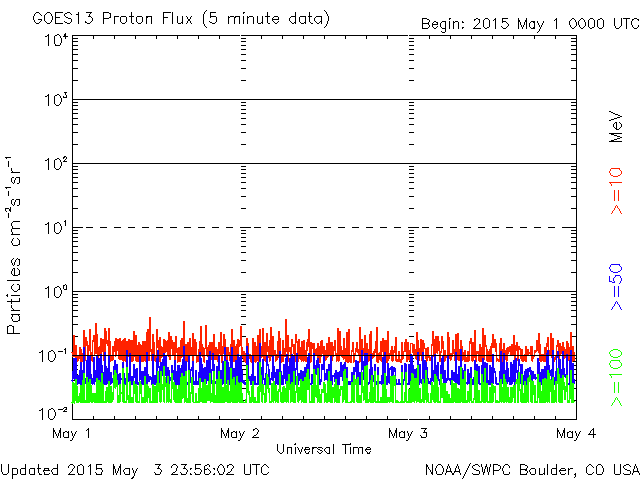 GOES13 Proton Flux (5 minute data)
Begin: 2015 May 1 0000 UTC
10⁴
10³
10²
10¹
10⁰
10⁻¹
10⁻²
Particles cm⁻²s⁻¹sr⁻¹
May 1
May 2
May 3
May 4
Universal Time
>=10
>=50
>=100
MeV
Updated 2015 May 3 23:56:02 UTC
NOAA/SWPC Boulder, CO USA